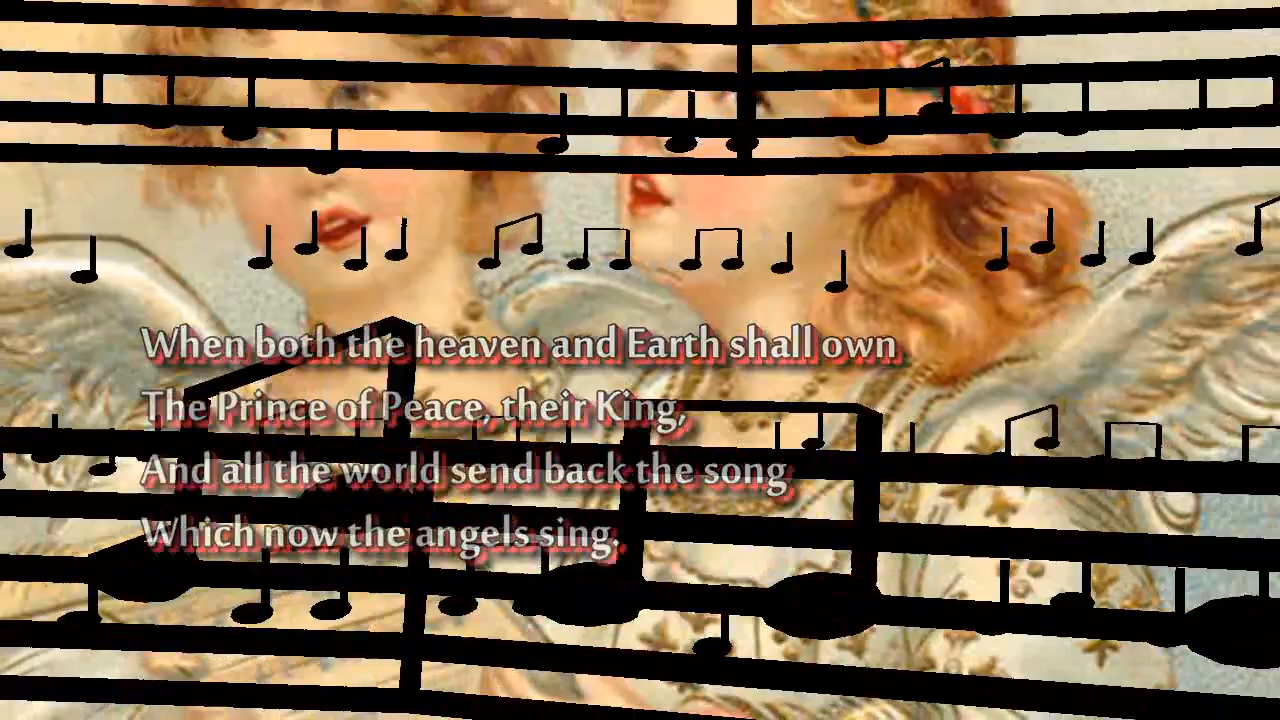 When both the heaven and Earth shall own
The Prince of Peace, their King,
And all the world send back the song
Which now the angels sing.